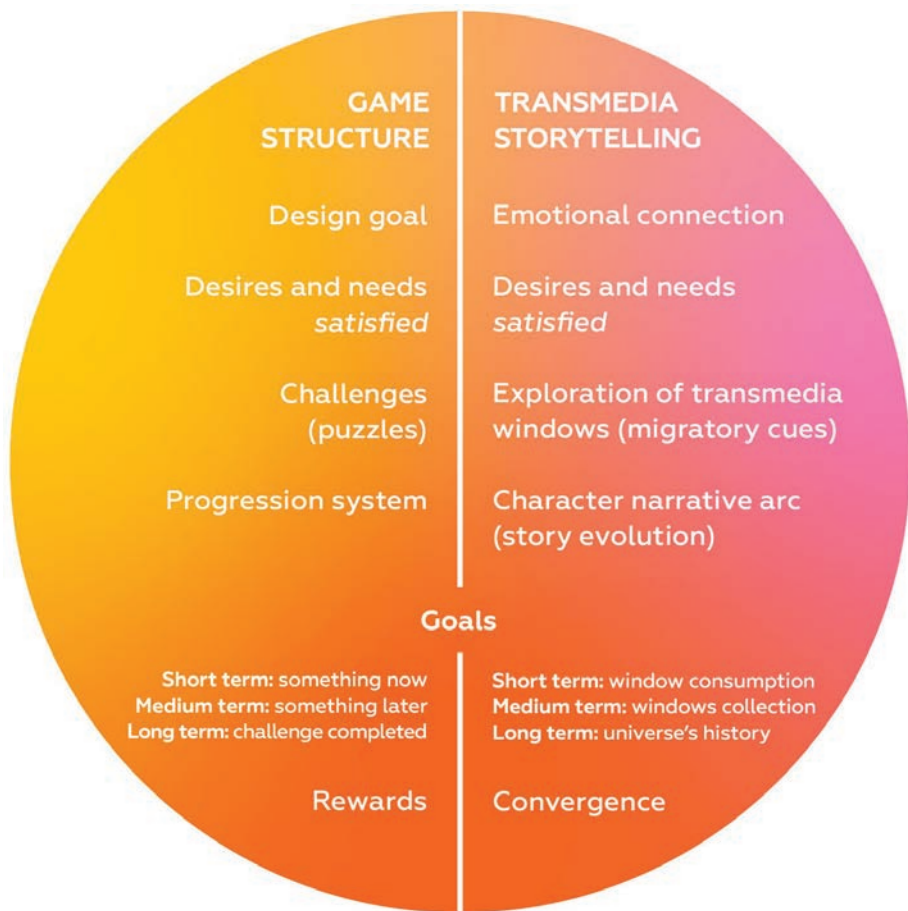 GAME
STRUCTURE
Design goal
Desires and needs
satisfied
Challenges
(puzzles)
Progression system
TRANSMEDIA
STORYTELLING
Emotional connection
Desires and needs
satisfied
Exploration of transmedia
windows (migratory cues)
Character narrative arc
(story evolution)
Goals
Short term: something now
Medium term: something later
Long term: challenge completed
Rewards
Short term: window consumption
Medium term: windows collection
Long term: universe's history
Convergence